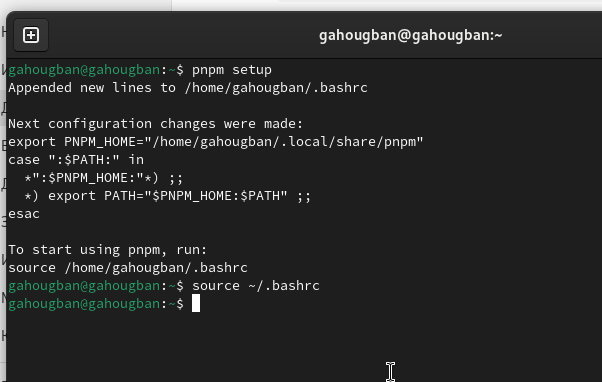 gahougban@gahougban:~
gahougban@gahougban:~$ pnpm setup
Appended new lines to /home/gahougban/.bashrc

Next configuration changes were made:
export PNPM_HOME="/home/gahougban/.local/share/pnpm"
case ":$PATH:" in
  *":$PNPM_HOME:"*) ;;
  *) export PATH="$PNPM_HOME:$PATH" ;;
esac

To start using pnpm, run:
source /home/gahougban/.bashrc
gahougban@gahougban:~$ source ~/.bashrc
gahougban@gahougban:~$